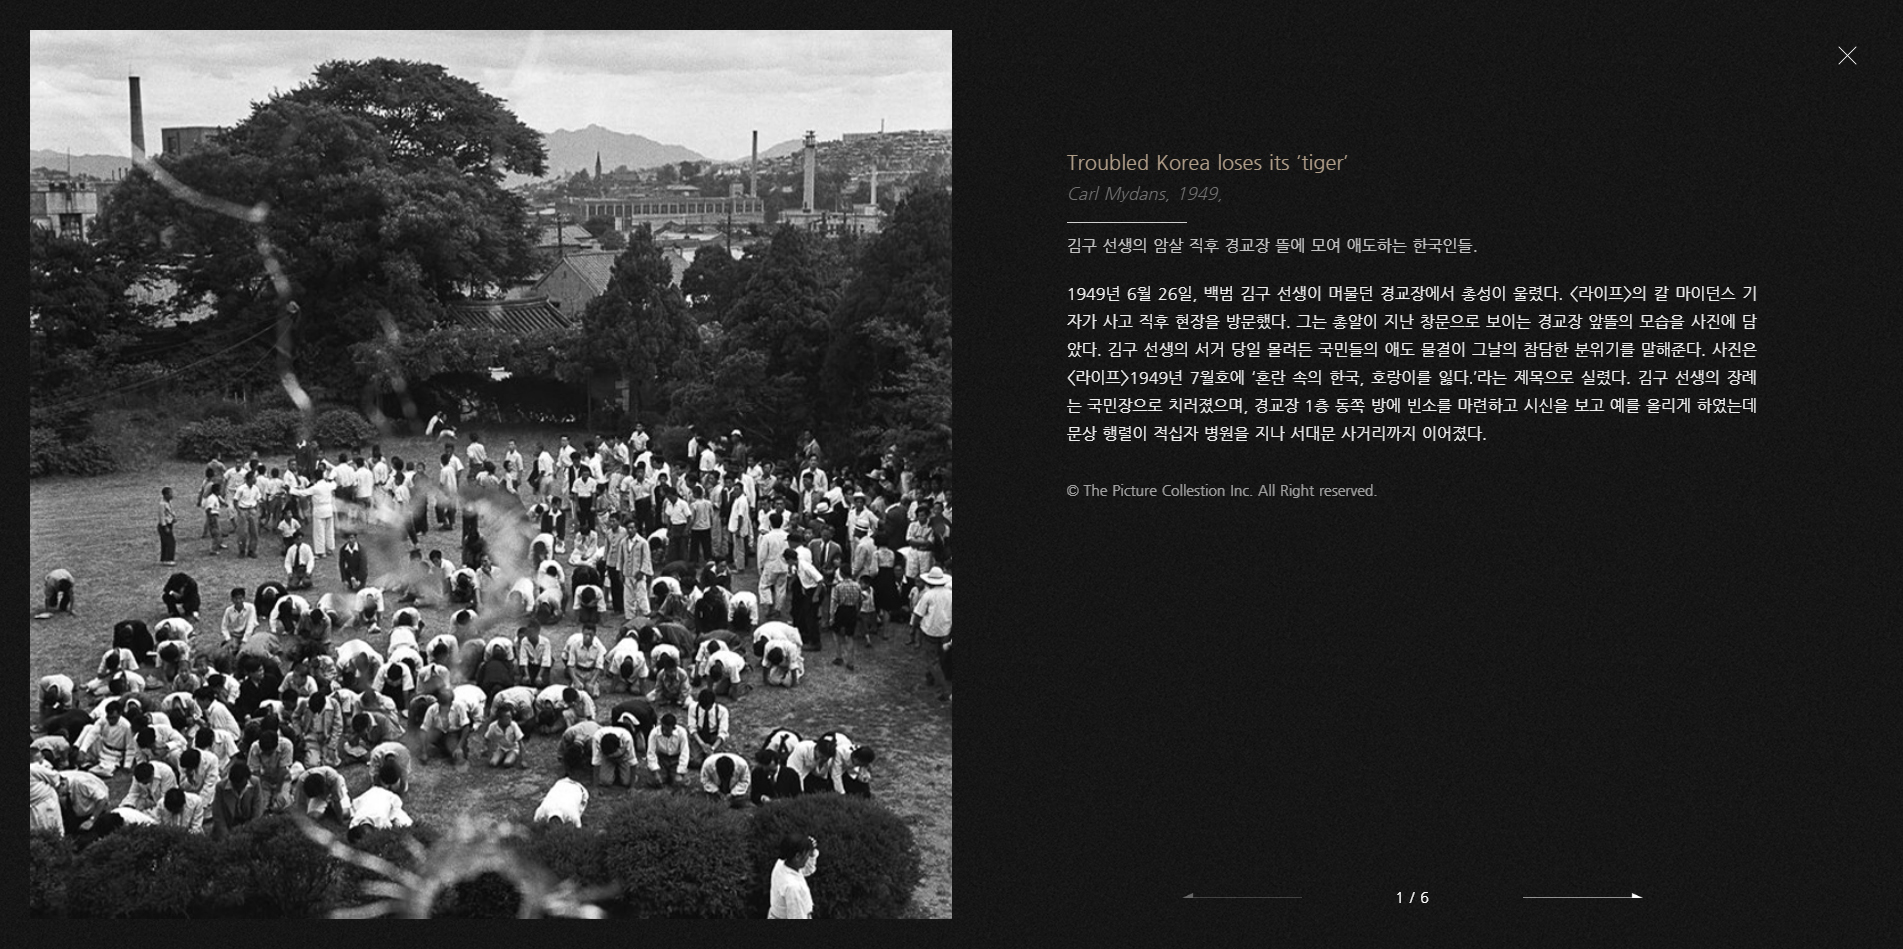 Troubled Korea loses its ‘tiger’
Carl Mydans, 1949,
김구 선생의 암살 직후 경교장 뜰에 모여 애도하는 한국인들.
1949년 6월 26일, 백범 김구 선생이 머물던 경교장에서 총성이 울렸다. 〈라이프〉의 칼 마이던스 기
자가 사고 직후 현장을 방문했다. 그는 총알이 지난 창문으로 보이는 경교장 앞뜰의 모습을 사진에 담
았다. 김구 선생의 서거 당일 몰려든 국민들의 애도 물결이 그날의 참담한 분위기를 말해준다. 사진은
〈라이프〉1949년 7월호에 ‘혼란 속의 한국, 호랑이를 잃다.’라는 제목으로 실렸다. 김구 선생의 장례
는 국민장으로 치러졌으며, 경교장 1층 동쪽 방에 빈소를 마련하고 시신을 보고 예를 올리게 하였는데
문상 행렬이 적십자 병원을 지나 서대문 사거리까지 이어졌다.
© The Picture Collection Inc. All Right reserved.
1 / 6